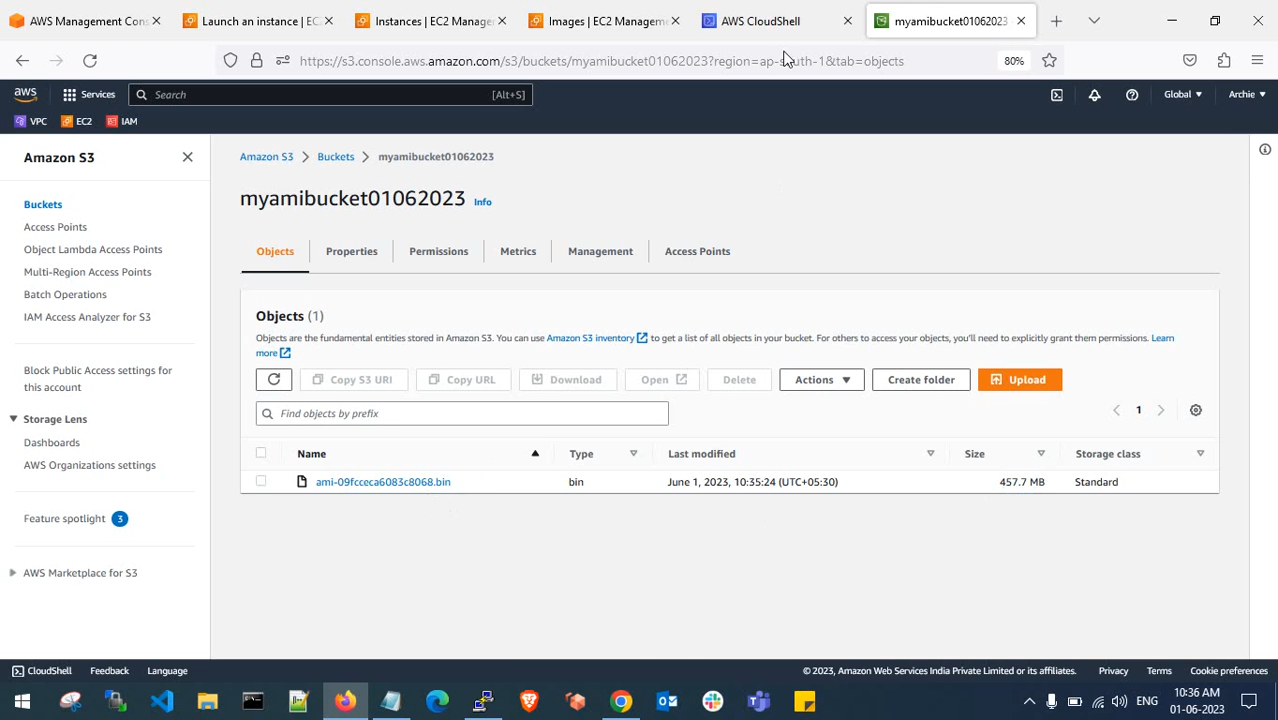 AWS Management Cons
Launch an instance | EC2 Manage
Instances | EC2 Manage
Images | EC2 Managem
AWS CloudShell
myamibucket01062023
https://s3.console.aws.amazon.com/s3/buckets/myamibucket01062023?region=ap-south-1&tab=objects
80%
aws
Services
Search
[Alt+S]
Global
Archie
VPC
EC2
IAM
Amazon S3
Buckets
Access Points
Object Lambda Access Points
Multi-Region Access Points
Batch Operations
IAM Access Analyzer for S3
Block Public Access settings for
this account
Storage Lens
Dashboards
AWS Organizations settings
Feature spotlight 3
AWS Marketplace for S3
Amazon S3
Buckets
myamibucket01062023
myamibucket01062023 Info
Objects
Properties
Permissions
Metrics
Management
Access Points
Objects (1)
Objects are the fundamental entities stored in Amazon S3. You can use Amazon S3 inventory to get a list of all objects in your bucket. For others to access your objects, you'll need to explicitly grant them permissions. Learn
more
Copy S3 URI
Copy URL
Download
Open
Delete
Actions
Create folder
Upload
Find objects by prefix
1
Name
Type
Last modified
Size
Storage class
ami-09fcceca6083c8068.bin
bin
June 1, 2023, 10:35:24 (UTC+05:30)
457.7 MB
Standard
CloudShell
Feedback
Language
© 2023, Amazon Web Services India Private Limited or its affiliates.
Privacy
Terms
Cookie preferences
ENG
10:36 AM
01-06-2023